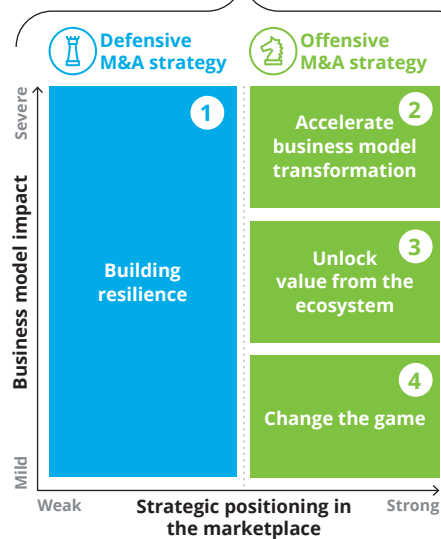 Defensive
M&A strategy
Offensive
M&A strategy
Severe
Business model impact
Mild
1
Building
resilience
2
Accelerate
business model
transformation
3
Unlock
value from the
ecosystem
4
Change the game
Weak
Strategic positioning in
the marketplace
Strong